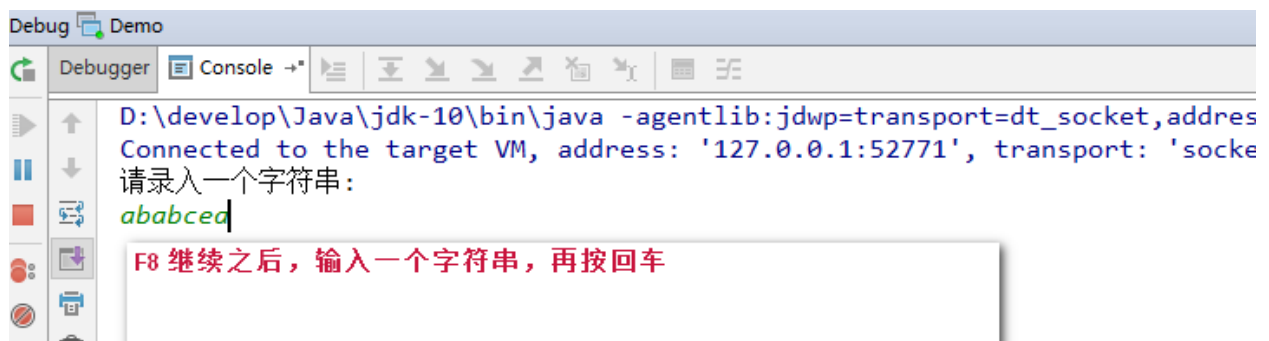 Debug Demo
Debugger Console
D:\develop\Java\jdk-10\bin\java -agentlib:jdwp=transport=dt_socket,addres
Connected to the target VM, address: '127.0.0.1:52771', transport: 'socke
请录入一个字符串:
ababcea
F8 继续之后，输入一个字符串，再按回车